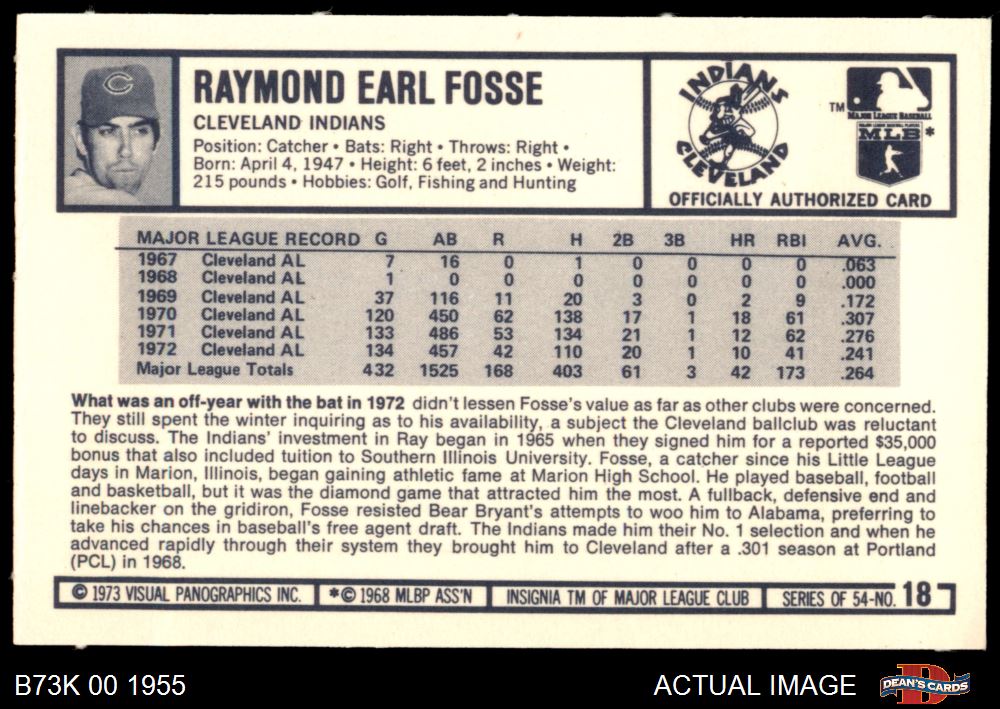 RAYMOND EARL FOSSE
CLEVELAND INDIANS
Position: Catcher • Bats: Right • Throws: Right •
Born: April 4, 1947 • Height: 6 feet, 2 inches • Weight:
215 pounds • Hobbies: Golf, Fishing and Hunting
INDIANS
CLEVELAND
TM
MAJOR LEAGUE BASEBALL
MAJOR LEAGUE BASEBALL PLAYERS
MLB*
OFFICIALLY AUTHORIZED CARD
MAJOR LEAGUE RECORD G AB R H 2B 3B HR RBI AVG.
1967 Cleveland AL 7 16 0 1 0 0 0 0 .063
1968 Cleveland AL 1 0 0 0 0 0 0 0 .000
1969 Cleveland AL 37 116 11 20 3 0 2 9 .172
1970 Cleveland AL 120 450 62 138 17 1 18 61 .307
1971 Cleveland AL 133 486 53 134 21 1 12 62 .276
1972 Cleveland AL 134 457 42 110 20 1 10 41 .241
Major League Totals 432 1525 168 403 61 3 42 173 .264
What was an off-year with the bat in 1972 didn't lessen Fosse's value as far as other clubs were concerned.
They still spent the winter inquiring as to his availability, a subject the Cleveland ballclub was reluctant
to discuss. The Indians' investment in Ray began in 1965 when they signed him for a reported $35,000
bonus that also included tuition to Southern Illinois University. Fosse, a catcher since his Little League
days in Marion, Illinois, began gaining athletic fame at Marion High School. He played baseball, football
and basketball, but it was the diamond game that attracted him the most. A fullback, defensive end and
linebacker on the gridiron, Fosse resisted Bear Bryant's attempts to woo him to Alabama, preferring to
take his chances in baseball's free agent draft. The Indians made him their No. 1 selection and when he
advanced rapidly through their system they brought him to Cleveland after a .301 season at Portland
(PCL) in 1968.
© 1973 VISUAL PANOGRAPHICS INC. *© 1968 MLBP ASS'N INSIGNIA TM OF MAJOR LEAGUE CLUB SERIES OF 54-NO. 18
B73K 00 1955 ACTUAL IMAGE DEAN'S CARDS